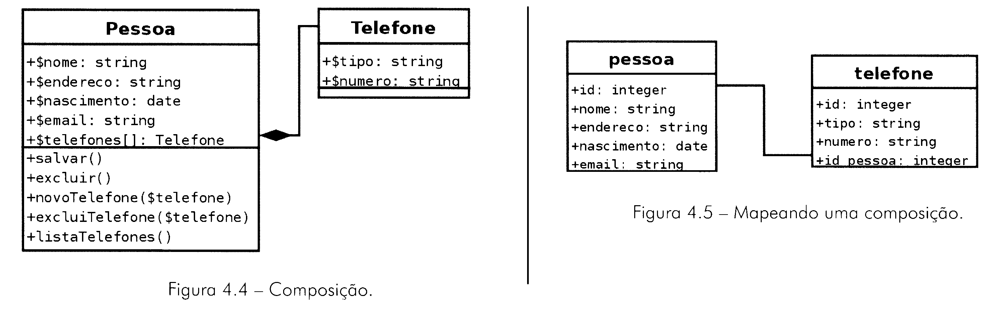 Pessoa
+$nome: string
+$endereco: string
+$nascimento: date
+$email: string
+$telefones[]: Telefone
+salvar()
+excluir()
+novoTelefone($telefone)
+excluiTelefone($telefone)
+listaTelefones()
Telefone
+$tipo: string
+$numero: string
Figura 4.4 – Composição.
pessoa
+id: integer
+nome: string
+endereco: string
+nascimento: date
+email: string
telefone
+id: integer
+tipo: string
+numero: string
+id_pessoa: integer
Figura 4.5 – Mapeando uma composição.